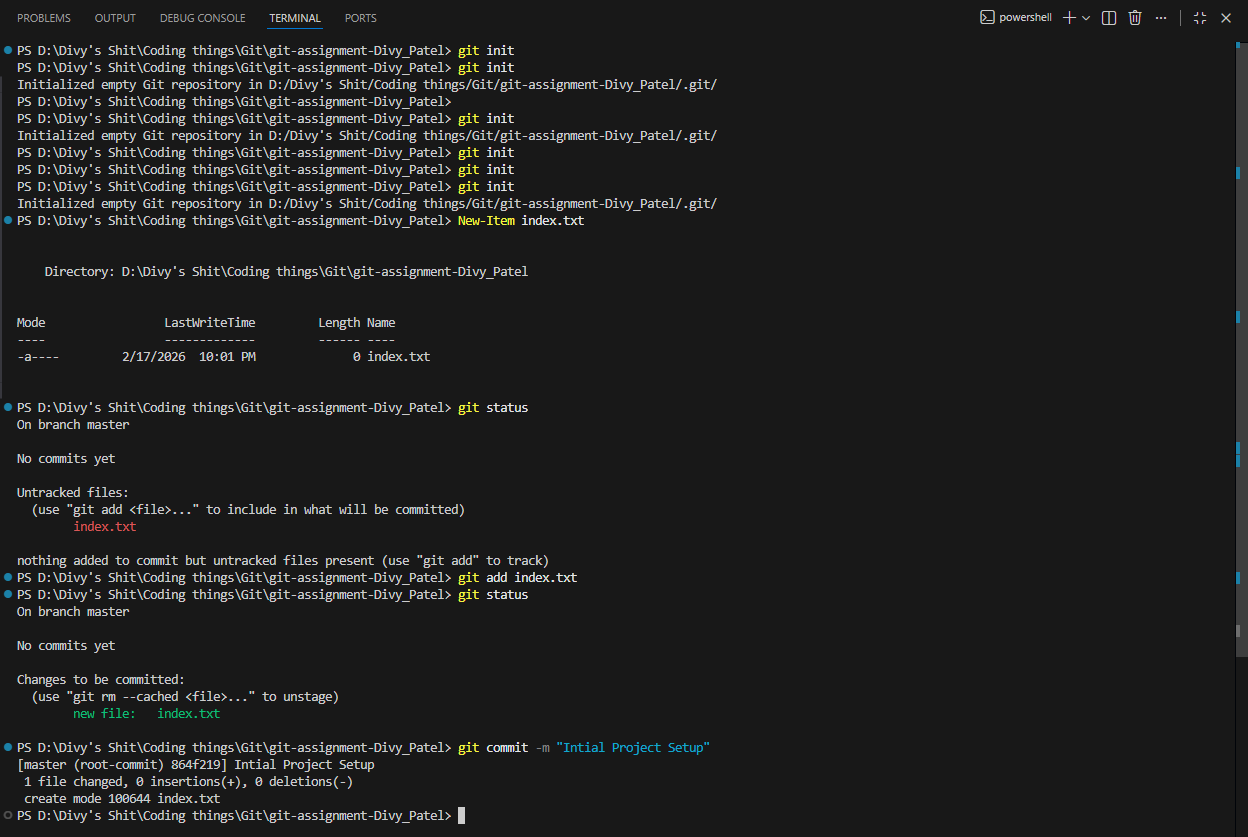 PROBLEMS OUTPUT DEBUG CONSOLE TERMINAL PORTS powershell
PS D:\Divy's Shit\Coding things\Git\git-assignment-Divy_Patel> git init
PS D:\Divy's Shit\Coding things\Git\git-assignment-Divy_Patel> git init
Initialized empty Git repository in D:/Divy's Shit/Coding things/Git/git-assignment-Divy_Patel/.git/
PS D:\Divy's Shit\Coding things\Git\git-assignment-Divy_Patel>
PS D:\Divy's Shit\Coding things\Git\git-assignment-Divy_Patel> git init
Initialized empty Git repository in D:/Divy's Shit/Coding things/Git/git-assignment-Divy_Patel/.git/
PS D:\Divy's Shit\Coding things\Git\git-assignment-Divy_Patel> git init
PS D:\Divy's Shit\Coding things\Git\git-assignment-Divy_Patel> git init
PS D:\Divy's Shit\Coding things\Git\git-assignment-Divy_Patel> git init
Initialized empty Git repository in D:/Divy's Shit/Coding things/Git/git-assignment-Divy_Patel/.git/
PS D:\Divy's Shit\Coding things\Git\git-assignment-Divy_Patel> New-Item index.txt
Directory: D:\Divy's Shit\Coding things\Git\git-assignment-Divy_Patel
Mode LastWriteTime Length Name
---- ------------- ------ ----
-a---- 2/17/2026 10:01 PM 0 index.txt
PS D:\Divy's Shit\Coding things\Git\git-assignment-Divy_Patel> git status
On branch master
No commits yet
Untracked files:
(use "git add <file>..." to include in what will be committed)
index.txt
nothing added to commit but untracked files present (use "git add" to track)
PS D:\Divy's Shit\Coding things\Git\git-assignment-Divy_Patel> git add index.txt
PS D:\Divy's Shit\Coding things\Git\git-assignment-Divy_Patel> git status
On branch master
No commits yet
Changes to be committed:
(use "git rm --cached <file>..." to unstage)
new file: index.txt
PS D:\Divy's Shit\Coding things\Git\git-assignment-Divy_Patel> git commit -m "Intial Project Setup"
[master (root-commit) 864f219] Intial Project Setup
1 file changed, 0 insertions(+), 0 deletions(-)
create mode 100644 index.txt
PS D:\Divy's Shit\Coding things\Git\git-assignment-Divy_Patel>